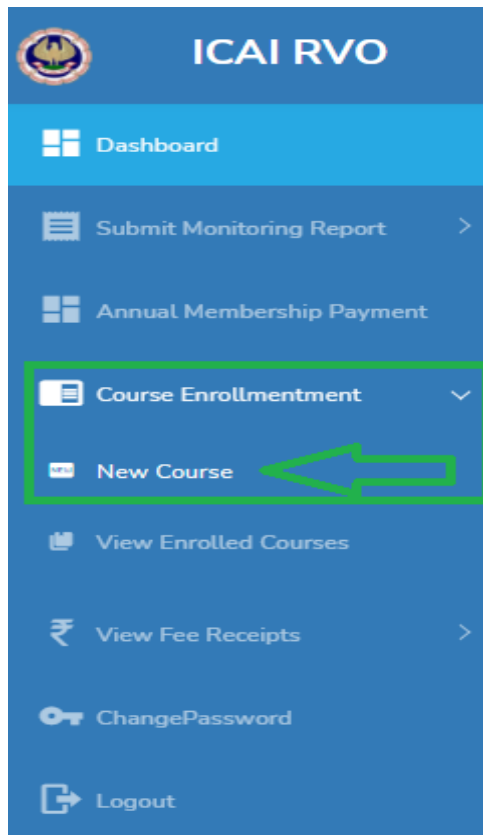 ICAI RVO
Dashboard
Submit Monitoring Report
Annual Membership Payment
Course Enrollmentment
NEW New Course
View Enrolled Courses
₹ View Fee Receipts
ChangePassword
Logout